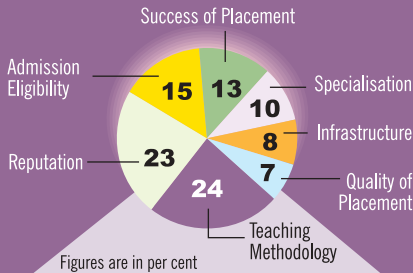 Success of Placement
Admission
Eligibility
15
13
Specialisation
10
Infrastructure
8
Reputation
23
7
Quality of
Placement
24
Teaching
Methodology
Figures are in per cent